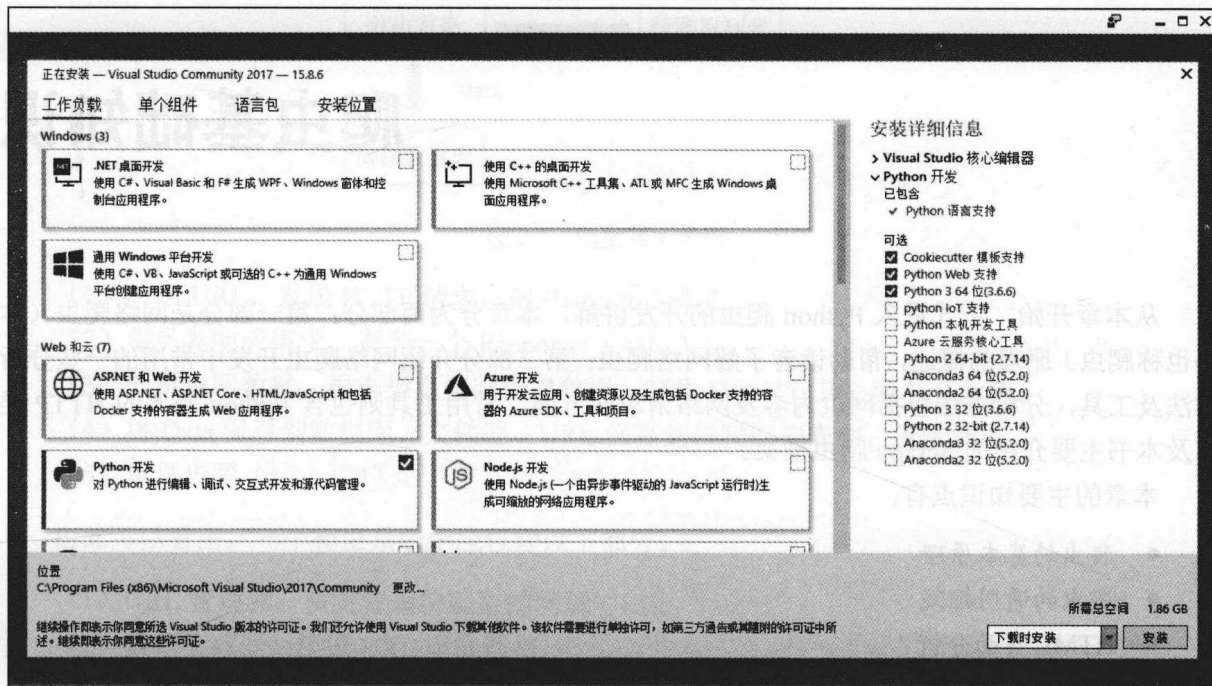 正在安装 — Visual Studio Community 2017 — 15.8.6
工作负载 单个组件 语言包 安装位置
Windows (3)
.NET 桌面开发
使用 C#、Visual Basic 和 F# 生成 WPF、Windows 窗体和控
制台应用程序。
使用 C++ 的桌面开发
使用 Microsoft C++ 工具集、ATL 或 MFC 生成 Windows 桌
面应用程序。
通用 Windows 平台开发
使用 C#、VB、JavaScript 或可选的 C++ 为通用 Windows
平台创建应用程序。
Web 和云 (7)
ASP.NET 和 Web 开发
使用 ASP.NET、ASP.NET Core、HTML/JavaScript 和包括
Docker 支持的容器生成 Web 应用程序。
Azure 开发
用于开发云应用、创建资源以及生成包括 Docker 支持的容
器的 Azure SDK、工具和项目。
Python 开发
对 Python 进行编辑、调试、交互式开发和源代码管理。
Node.js 开发
使用 Node.js (一个由异步事件驱动的 JavaScript 运行时)生
成可缩放的网络应用程序。
安装详细信息
Visual Studio 核心编辑器
Python 开发
已包含
Python 语言支持
可选
Cookiecutter 模板支持
Python Web 支持
Python 3 64 位(3.6.6)
python IoT 支持
Python 本机开发工具
Azure 云服务核心工具
Python 2 64-bit (2.7.14)
Anaconda3 64 位(5.2.0)
Anaconda2 64 位(5.2.0)
Python 3 32 位(3.6.6)
Python 2 32-bit (2.7.14)
Anaconda3 32 位(5.2.0)
Anaconda2 32 位(5.2.0)
位置
C:\Program Files (x86)\Microsoft Visual Studio\2017\Community 更改...
继续操作即表示你同意所选 Visual Studio 版本的许可证。我们还允许使用 Visual Studio 下载其他软件。该软件需要进行单独许可，如第三方通告或其随附的许可证中所
述。继续即表示你同意这些许可证。
所需总空间 1.86 GB
下载时安装 安装